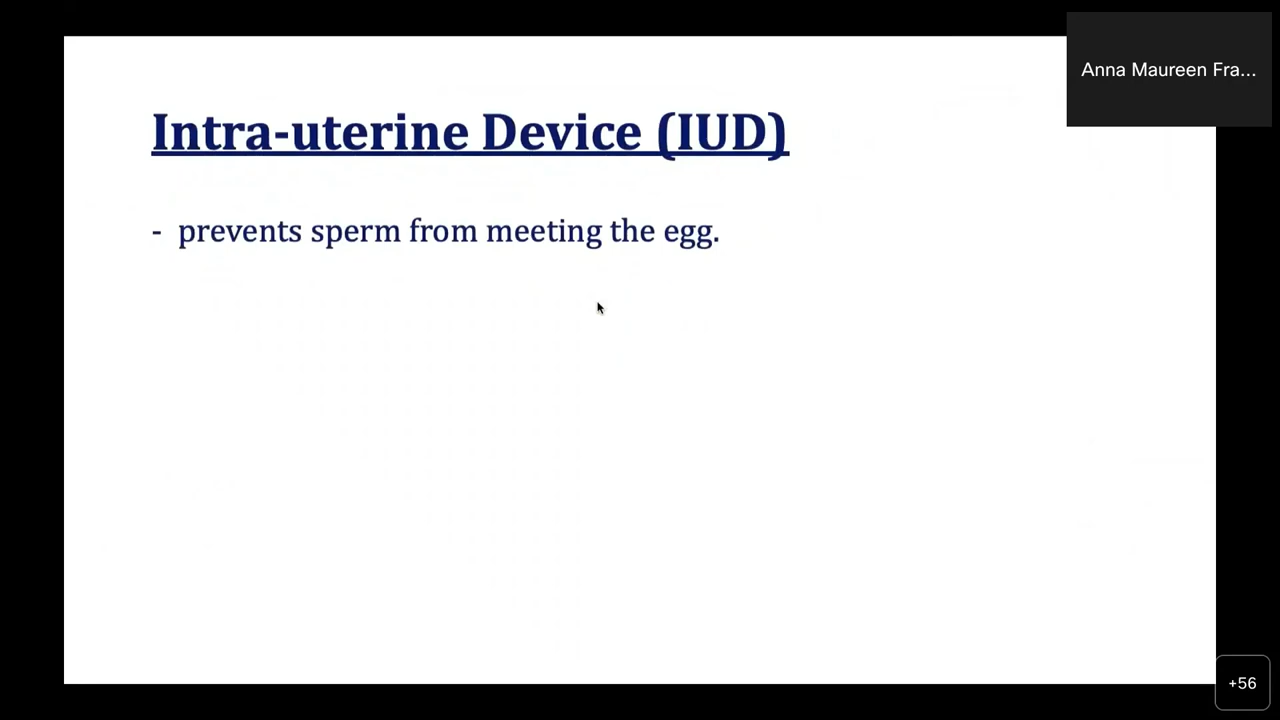 Anna Maureen Fra...
Intra-uterine Device (IUD)
- prevents sperm from meeting the egg.
+56